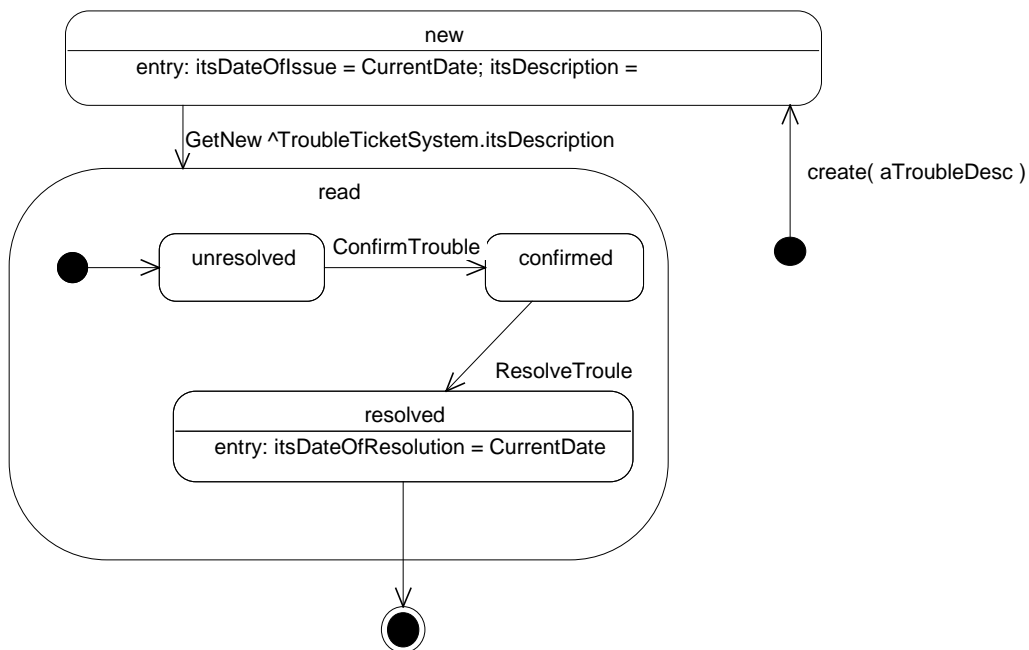 new
entry: itsDateOfIssue = CurrentDate; itsDescription =
GetNew ^TroubleTicketSystem.itsDescription
create( aTroubleDesc )
read
unresolved
ConfirmTrouble
confirmed
ResolveTroule
resolved
entry: itsDateOfResolution = CurrentDate